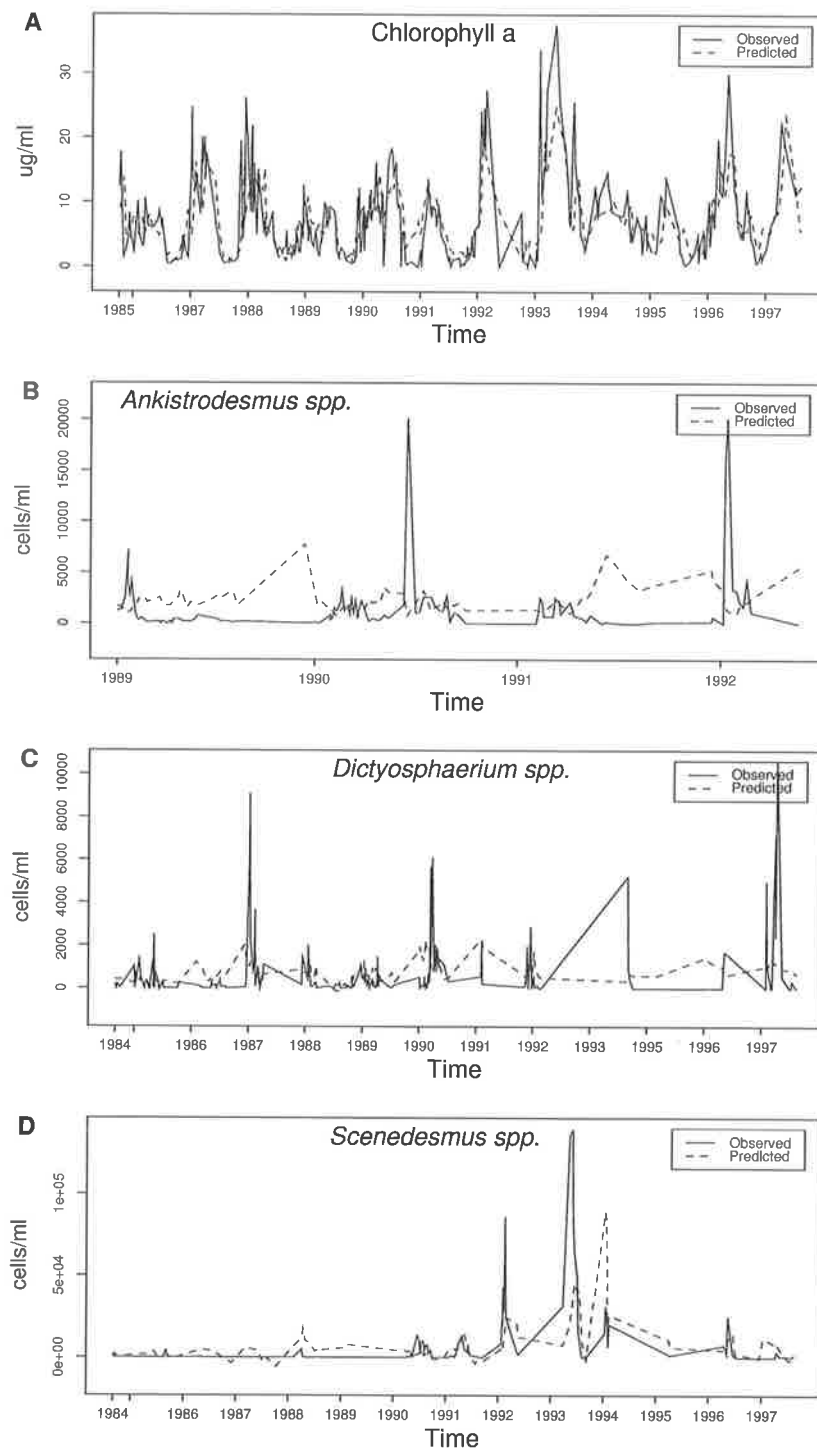 A
Chlorophyll a
Observed
Predicted
ug/ml
30
20
10
0
1985 1986 1987 1988 1989 1990 1991 1992 1993 1994 1995 1996 1997
Time
B
Ankistrodesmus spp.
Observed
Predicted
cells/ml
20000
15000
10000
5000
0
1989 1990 1991 1992
Time
C
Dictyosphaerium spp.
Observed
Predicted
cells/ml
10000
8000
6000
4000
2000
0
1984 1986 1987 1988 1989 1990 1991 1992 1993 1995 1996 1997
Time
D
Scenedesmus spp.
Observed
Predicted
cells/ml
1e+05
5e+04
0e+00
1984 1986 1987 1988 1989 1990 1991 1992 1993 1994 1995 1996 1997
Time